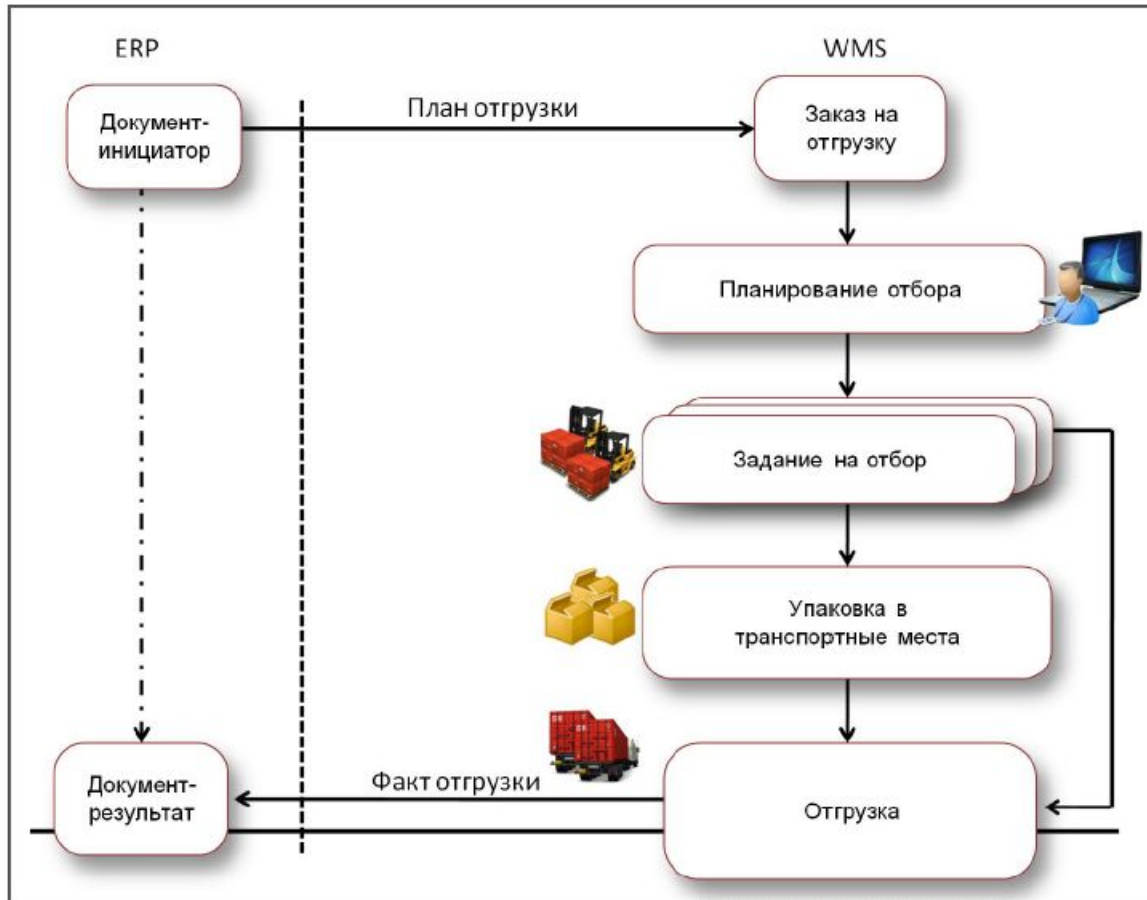 ERP
WMS
Документ-
инициатор
План отгрузки
Заказ на
отгрузку
Планирование отбора
Задание на отбор
Упаковка в
транспортные места
Документ-
результат
Факт отгрузки
Отгрузка